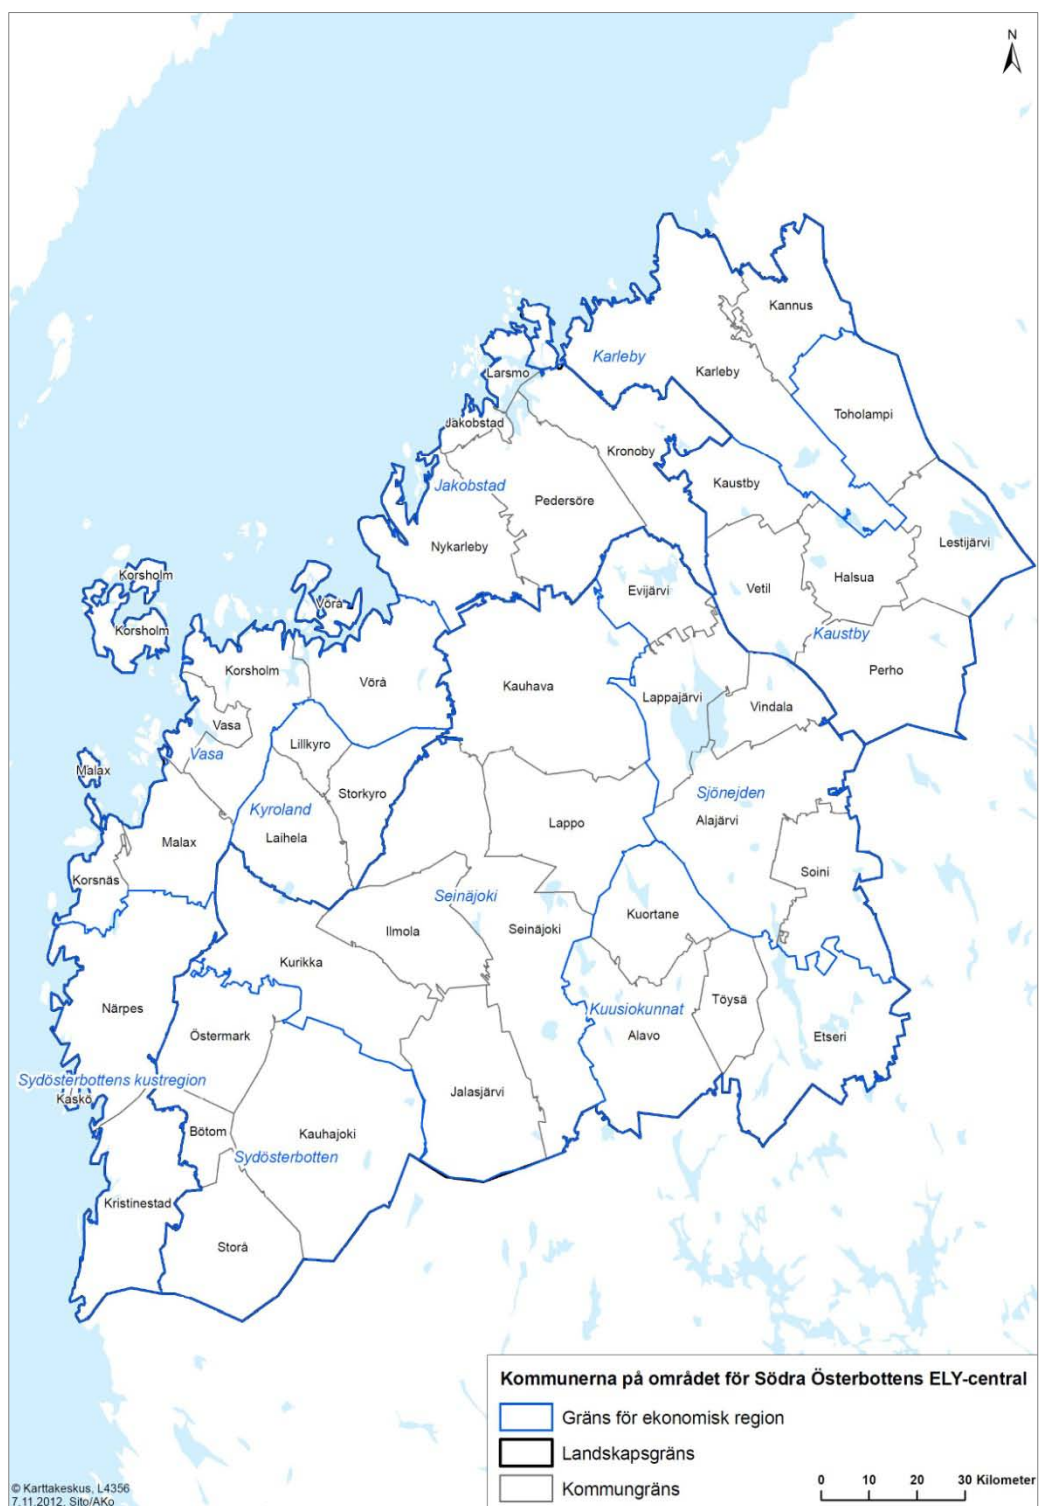 N
Kannus
Karleby
Karleby
Larsmo
Toholampi
Jakobstad
Kronoby
Jakobstad
Kaustby
Pedersöre
Lestijärvi
Nykarleby
Korsholm
Halsua
Evijärvi
Vetil
Vörå
Korsholm
Kaustby
Korsholm
Perho
Vörå
Kauhava
Lappajärvi
Vindala
Vasa
Lillkyro
Vasa
Malax
Storkyro
Sjönejden
Kyroland
Lappo
Alajärvi
Laihela
Malax
Soini
Korsnäs
Seinäjoki
Kuortane
Ilmola
Seinäjoki
Kurikka
Töysä
Närpes
Kuusiokunnat
Östermark
Alavo
Etseri
Sydösterbottens kustregion
Kaskö
Jalasjärvi
Bötom
Kauhajoki
Sydösterbotten
Kristinestad
Storå
Kommunerna på området för Södra Österbottens ELY-central
Gräns för ekonomisk region
Landskapsgräns
Kommungräns
0 10 20 30 Kilometer
© Karttakeskus, L4356
7.11.2012, Sito/AKo